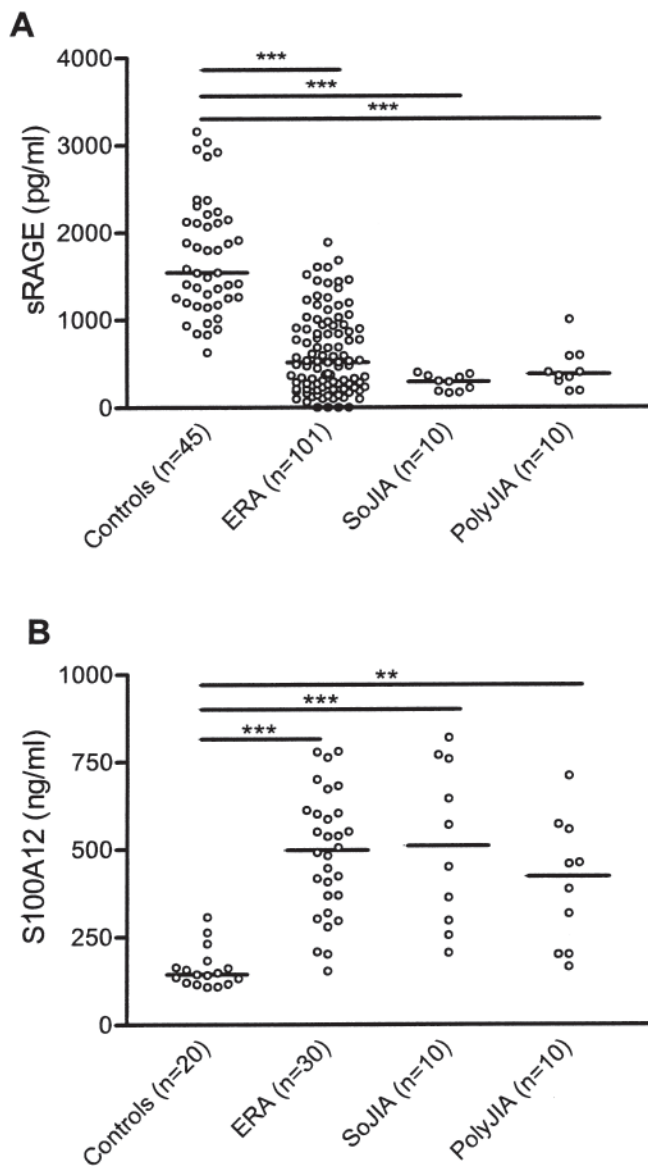 A
***
***
***
4000
3000
2000
1000
0
sRAGE (pg/ml)
Controls (n=45)
ERA (n=101)
SoJIA (n=10)
PolyJIA (n=10)
B
**
***
***
1000
750
500
250
0
S100A12 (ng/ml)
Controls (n=20)
ERA (n=30)
SoJIA (n=10)
PolyJIA (n=10)